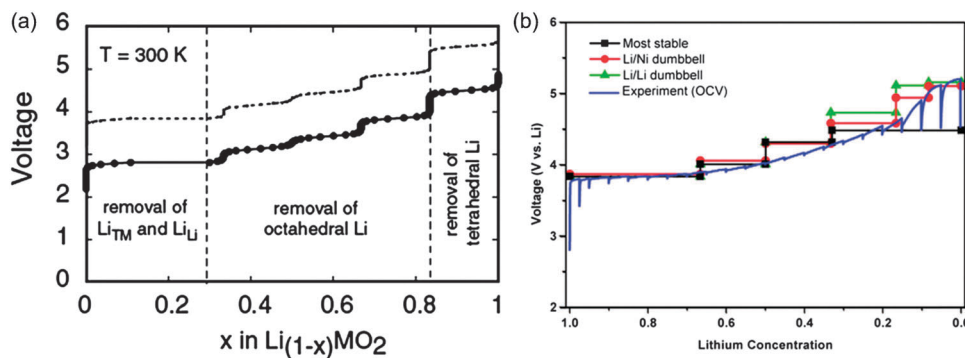 (a)
Voltage
6
5
4
3
2
1
0
T = 300 K
removal of
Li_TM and Li_Li
removal of
octahedral Li
removal of
tetrahedral Li
0
0.2
0.4
0.6
0.8
1
x in Li_(1-x)MO_2
(b)
Voltage (V vs. Li)
6
5
4
3
2
Most stable
Li/Ni dumbbell
Li/Li dumbbell
Experiment (OCV)
1.0
0.8
0.6
0.4
0.2
0.0
Lithium Concentration